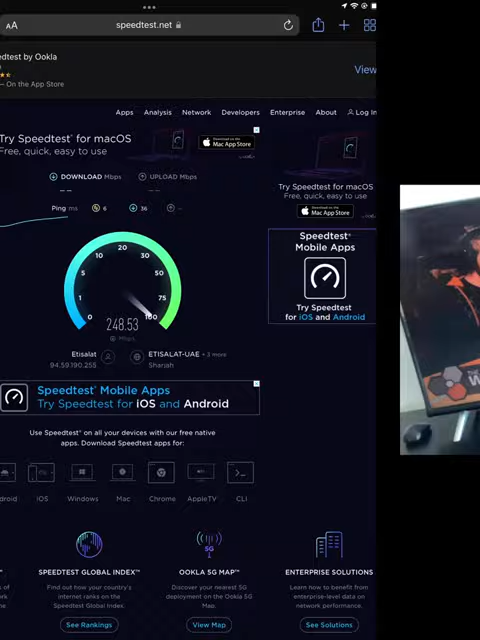 AA
speedtest.net
edtest by Ookla
— On the App Store
View
Apps Analysis Network Developers Enterprise About Log In
Try Speedtest® for macOS
Free, quick, easy to use
Download on the
Mac App Store
DOWNLOAD Mbps
UPLOAD Mbps
Ping ms 6 36
Try Speedtest® for macOS
Free, quick, easy to use
Download on the
Mac App Store
0
1
5
10
20
30
50
75
100
248.53
Mbps
Speedtest®
Mobile Apps
Try Speedtest
for iOS and Android
Etisalat
94.59.190.255
ETISALAT-UAE + 3 more
Sharjah
Speedtest® Mobile Apps
Try Speedtest for iOS and Android
Use Speedtest® on all your devices with our free native
apps. Download Speedtest apps for:
droid iOS Windows Mac Chrome AppleTV CLI
5G
SPEEDTEST GLOBAL INDEX™
Find out how your country's
internet ranks on the
Speedtest Global Index.
See Rankings
OOKLA 5G MAP™
Discover your nearest 5G
deployment on the Ookla 5G
Map.
View Map
ENTERPRISE SOLUTIONS
Learn how to benefit from
enterprise-level data on
network performance.
See Solutions